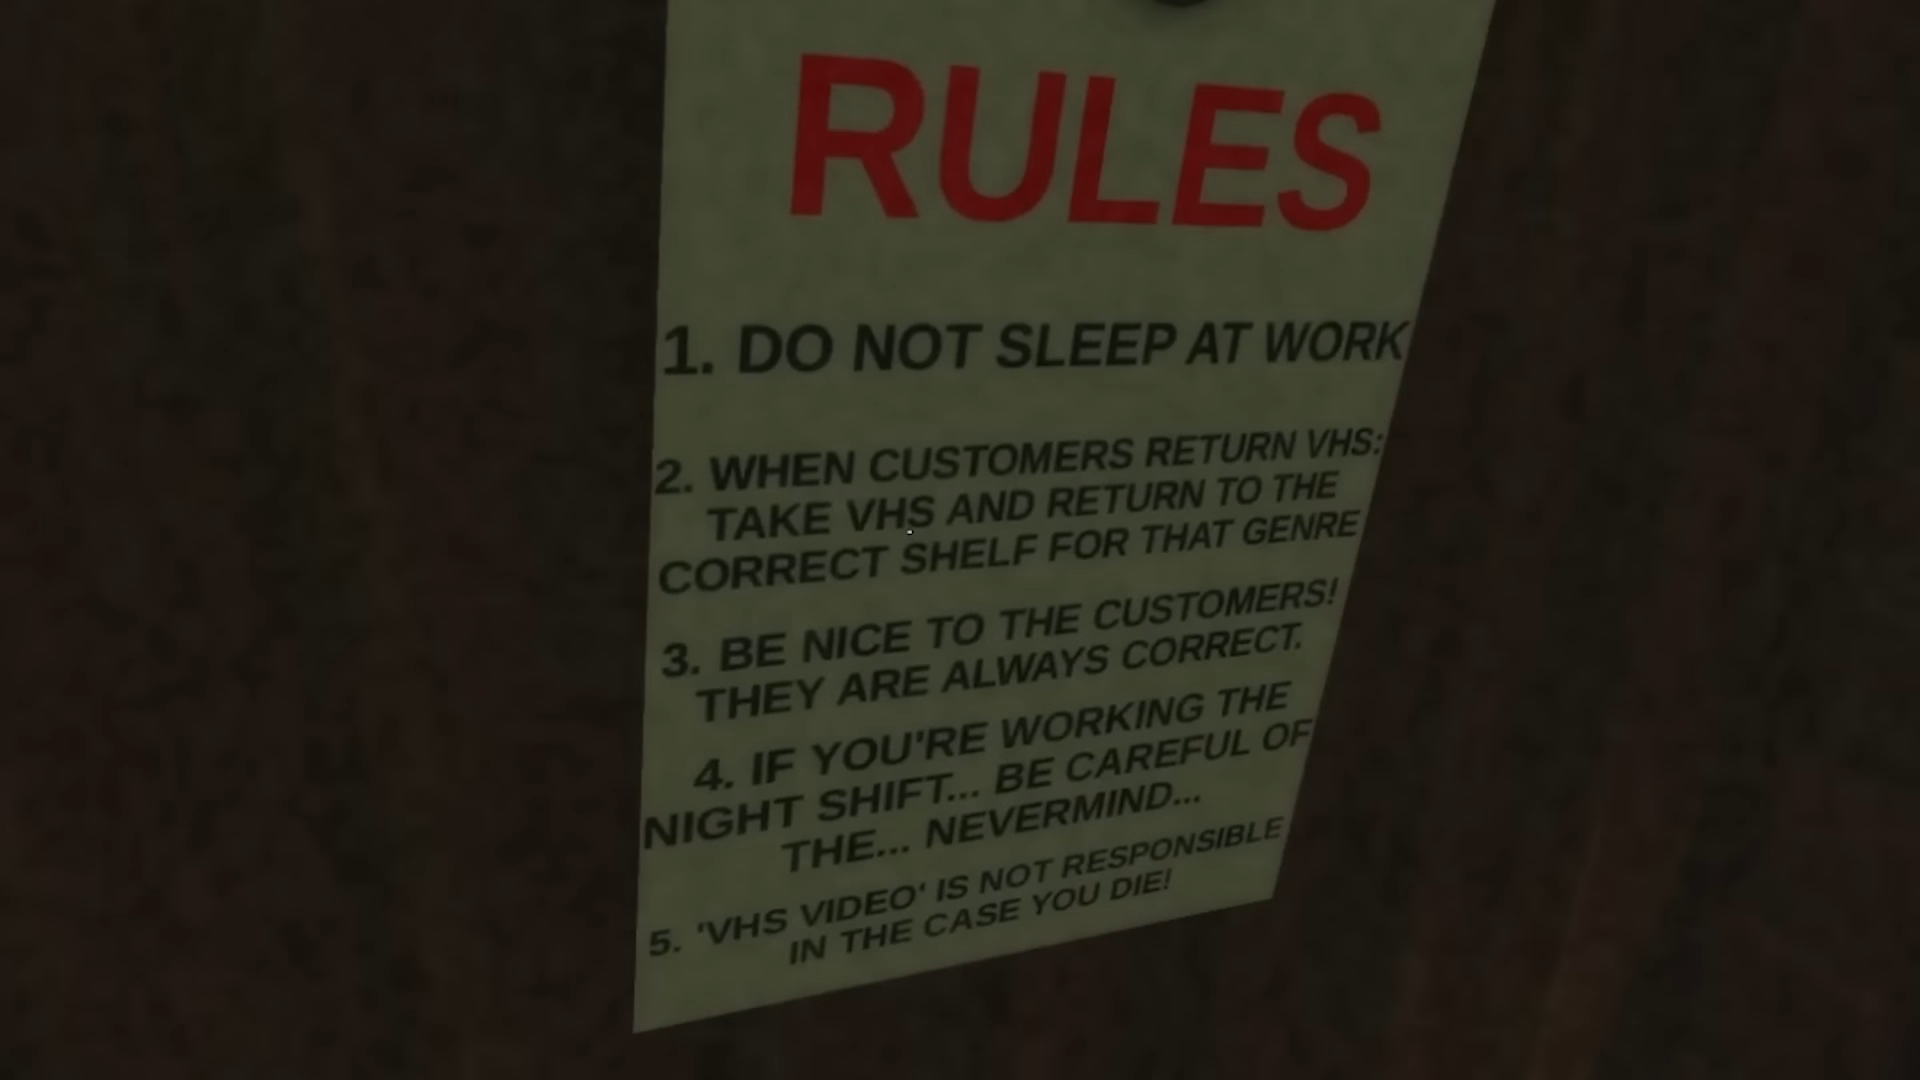 RULES
1. DO NOT SLEEP AT WORK
2. WHEN CUSTOMERS RETURN VHS:
TAKE VHS AND RETURN TO THE
CORRECT SHELF FOR THAT GENRE
3. BE NICE TO THE CUSTOMERS!
THEY ARE ALWAYS CORRECT.
4. IF YOU'RE WORKING THE
NIGHT SHIFT... BE CAREFUL OF
THE... NEVERMIND...
5. 'VHS VIDEO' IS NOT RESPONSIBLE
IN THE CASE YOU DIE!